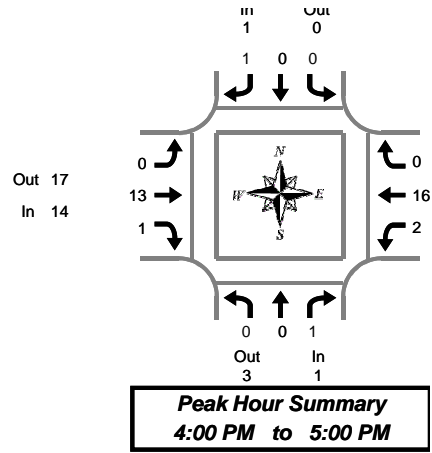 In Out
1 0
1 0 0
0 0
N
Out 17
13 W E 16
In 14
1 2
S
0 0 1
Out In
3 1
Peak Hour Summary
4:00 PM to 5:00 PM